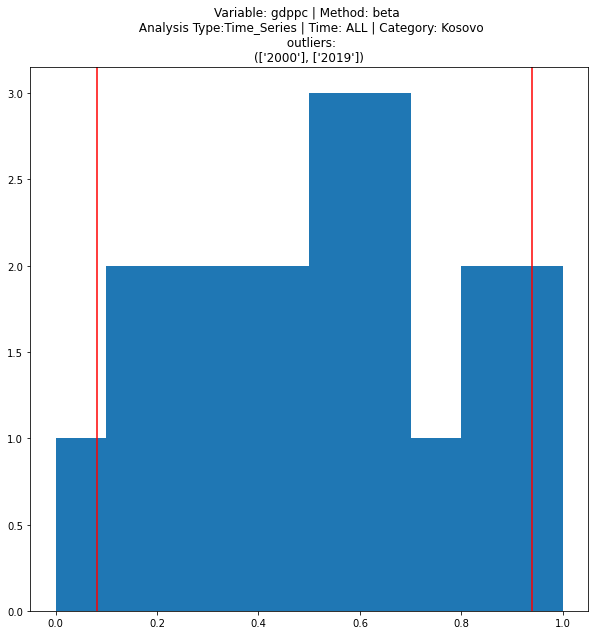 Variable: gdppc | Method: beta
Analysis Type:Time_Series | Time: ALL | Category: Kosovo
outliers:
(['2000'], ['2019'])
3.0
2.5
2.0
1.5
1.0
0.5
0.0
0.0 0.2 0.4 0.6 0.8 1.0